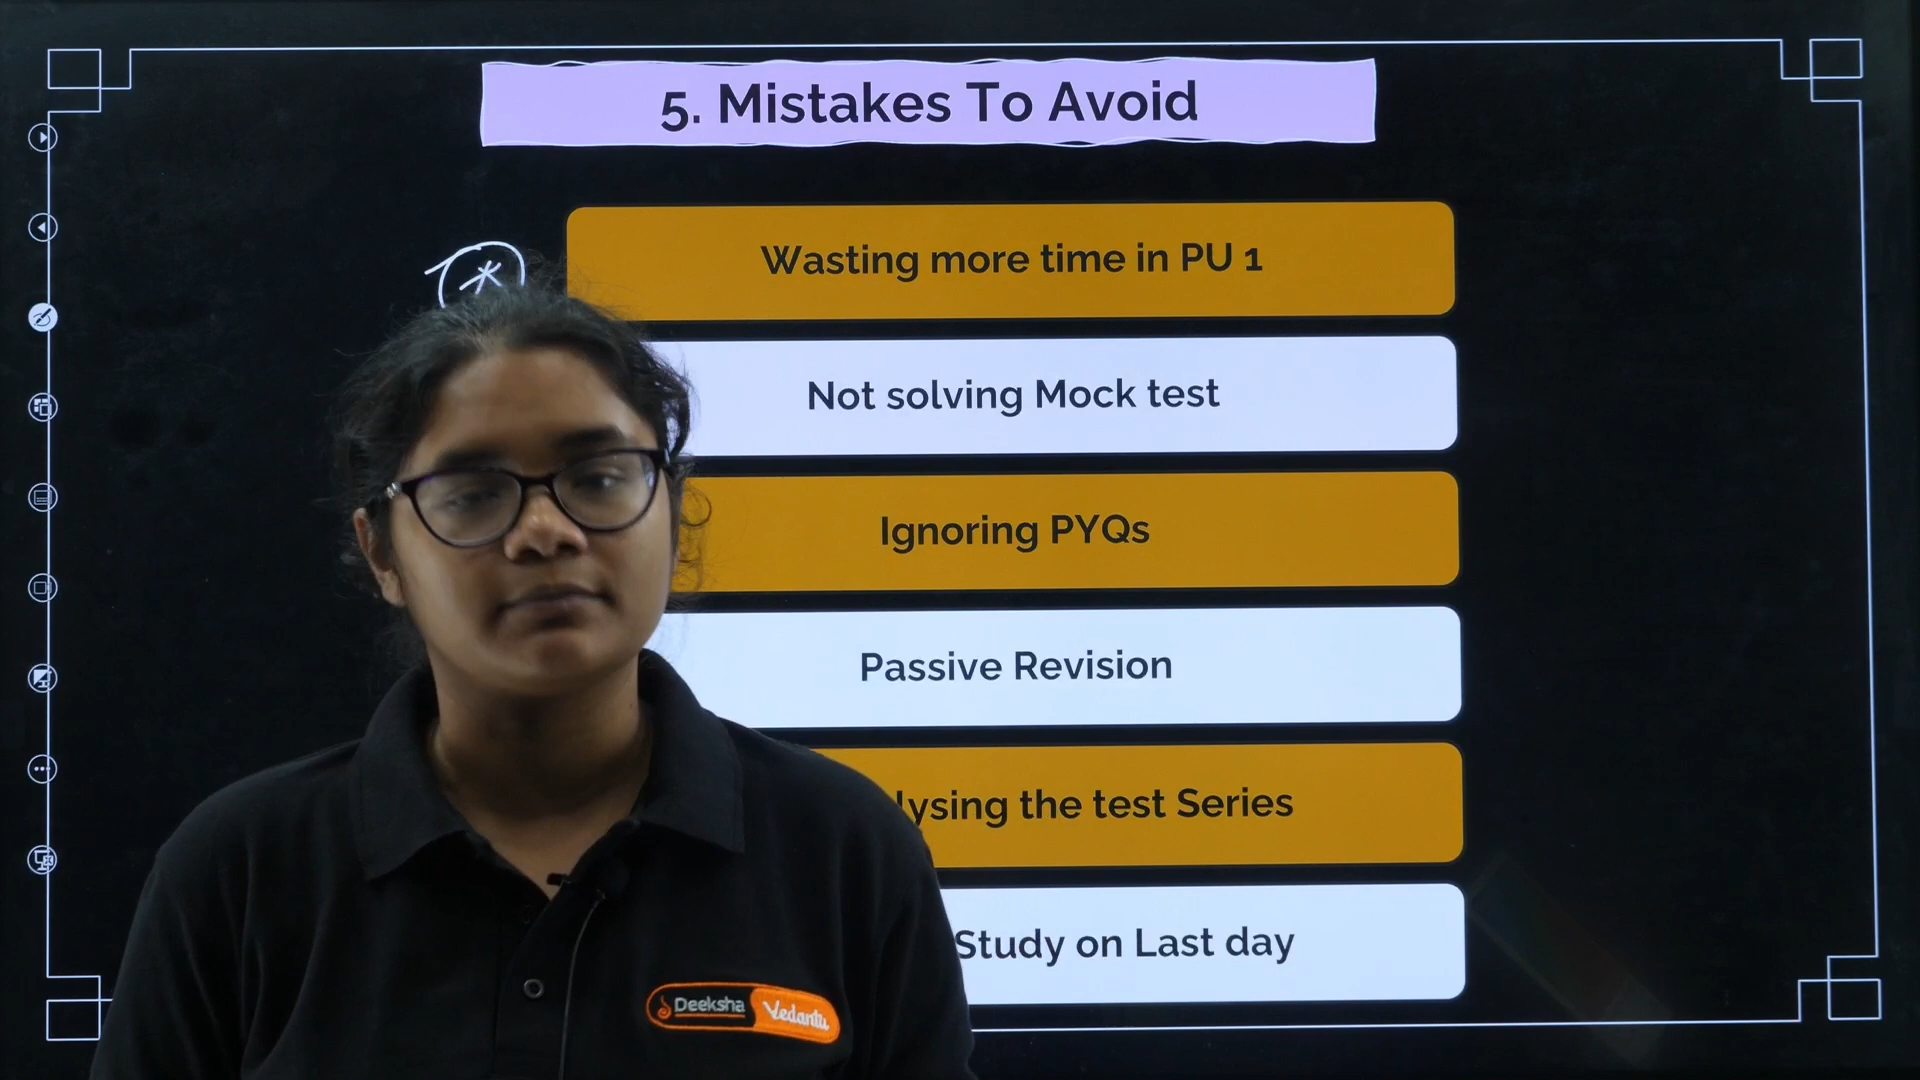 5. Mistakes To Avoid
Wasting more time in PU 1
Not solving Mock test
Ignoring PYQs
Passive Revision
the test Series
Study on Last day
Deeksha Vedantu